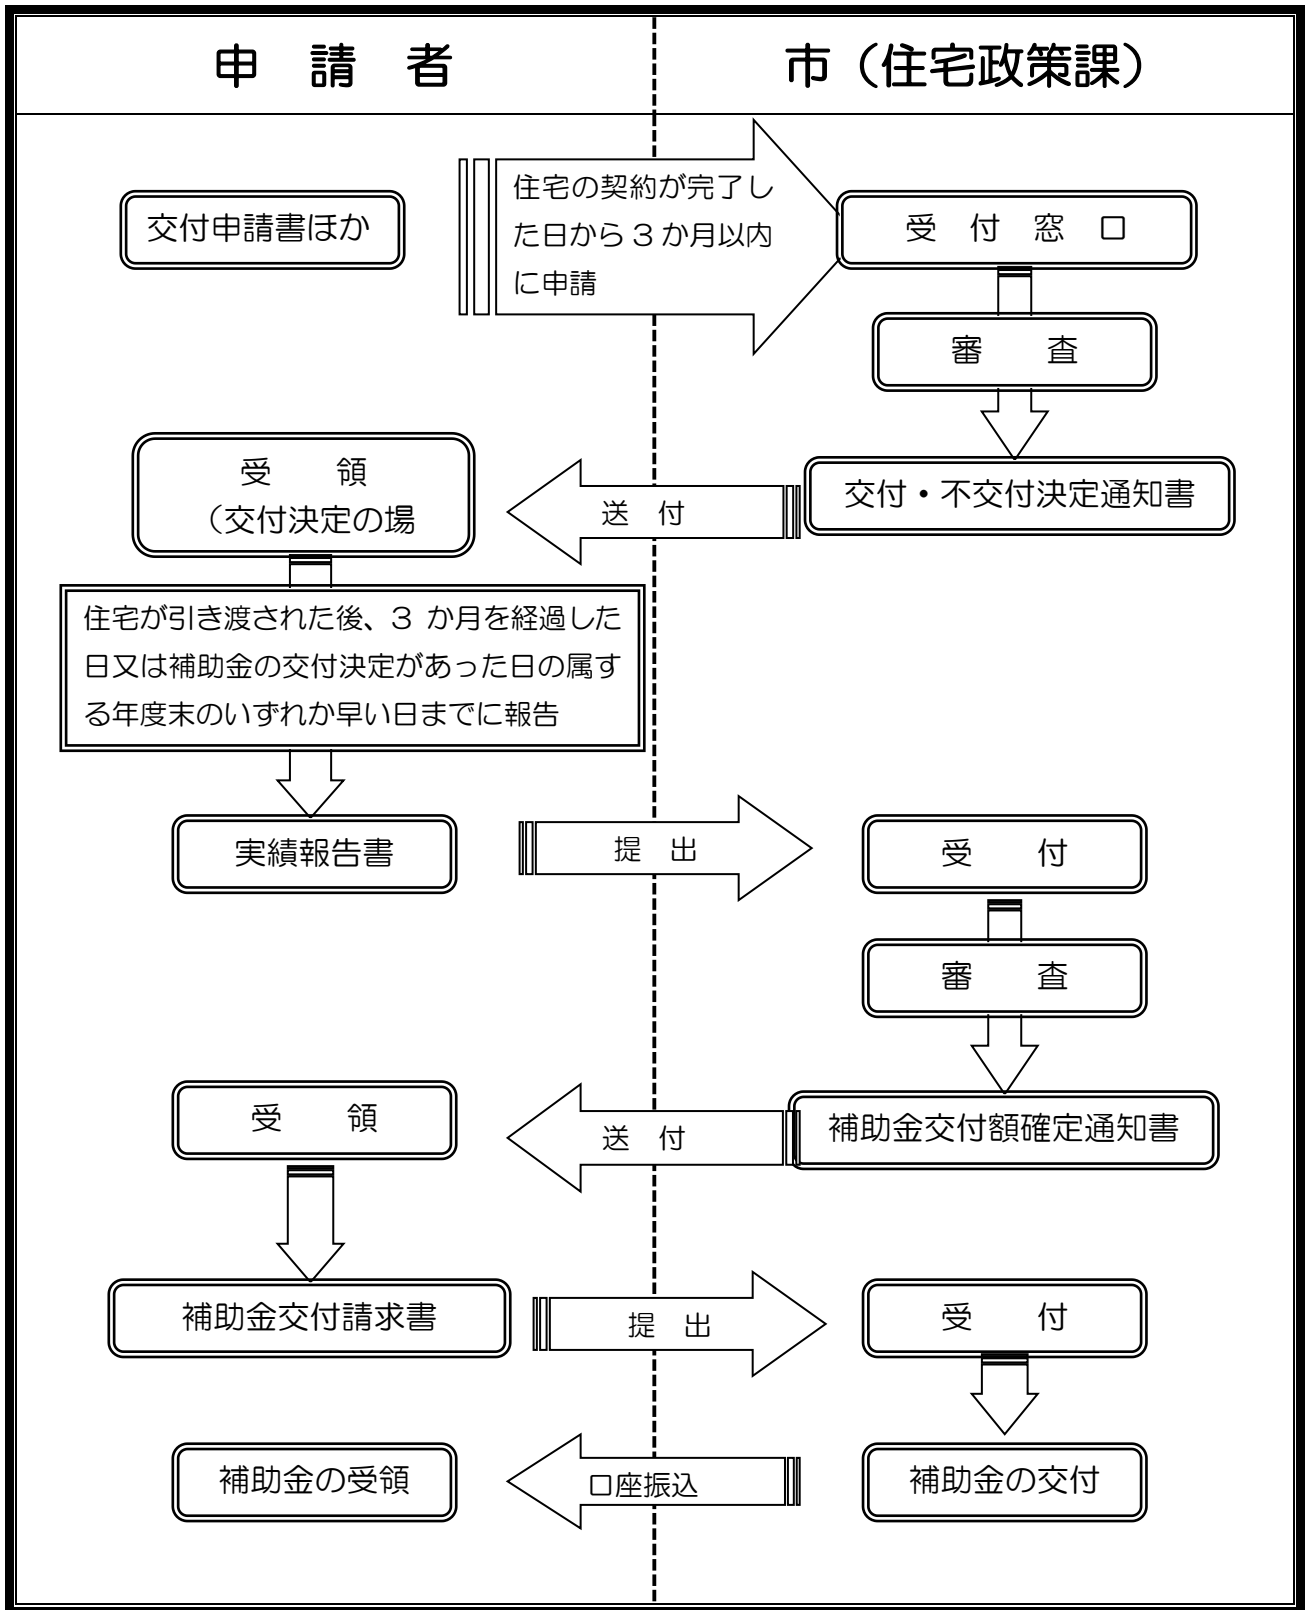 申　請　者
市（住宅政策課）
交付申請書ほか
住宅の契約が完了し
た日から３か月以内
に申請
受　付　窓　口
審　　査
交付・不交付決定通知書
送　付
受　　領
（交付決定の場
住宅が引き渡された後、３ か月を経過した
日又は補助金の交付決定があった日の属す
る年度末のいずれか早い日までに報告
実績報告書
提　出
受　　付
審　　査
補助金交付額確定通知書
送　付
受　　領
補助金交付請求書
提　出
受　　付
補助金の交付
口座振込
補助金の受領